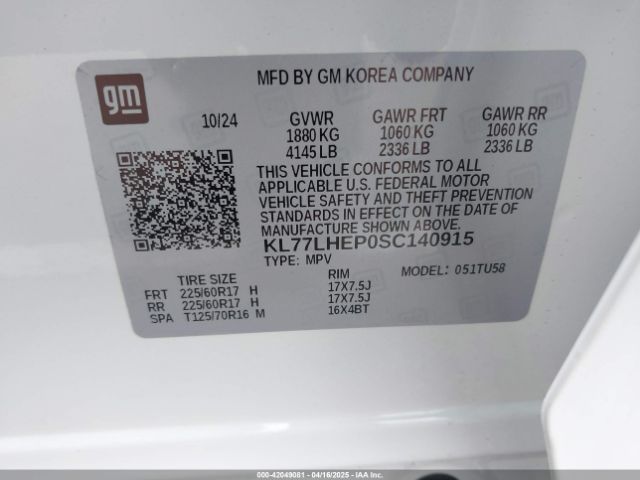 gm
MFD BY GM KOREA COMPANY
10/24 GVWR GAWR FRT GAWR RR
1880 KG 1060 KG 1060 KG
4145 LB 2336 LB 2336 LB
THIS VEHICLE CONFORMS TO ALL
APPLICABLE U.S. FEDERAL MOTOR
VEHICLE SAFETY AND THEFT PREVENTION
STANDARDS IN EFFECT ON THE DATE OF
MANUFACTURE SHOWN ABOVE.
KL77LHEP0SC140915
TYPE: MPV MODEL: 051TU58
TIRE SIZE RIM
FRT 225/60R17 H 17X7.5J
RR 225/60R17 H 17X7.5J
SPA T125/70R16 M 16X4BT
000-42049081 - 04/16/2025 - IAAI.COM